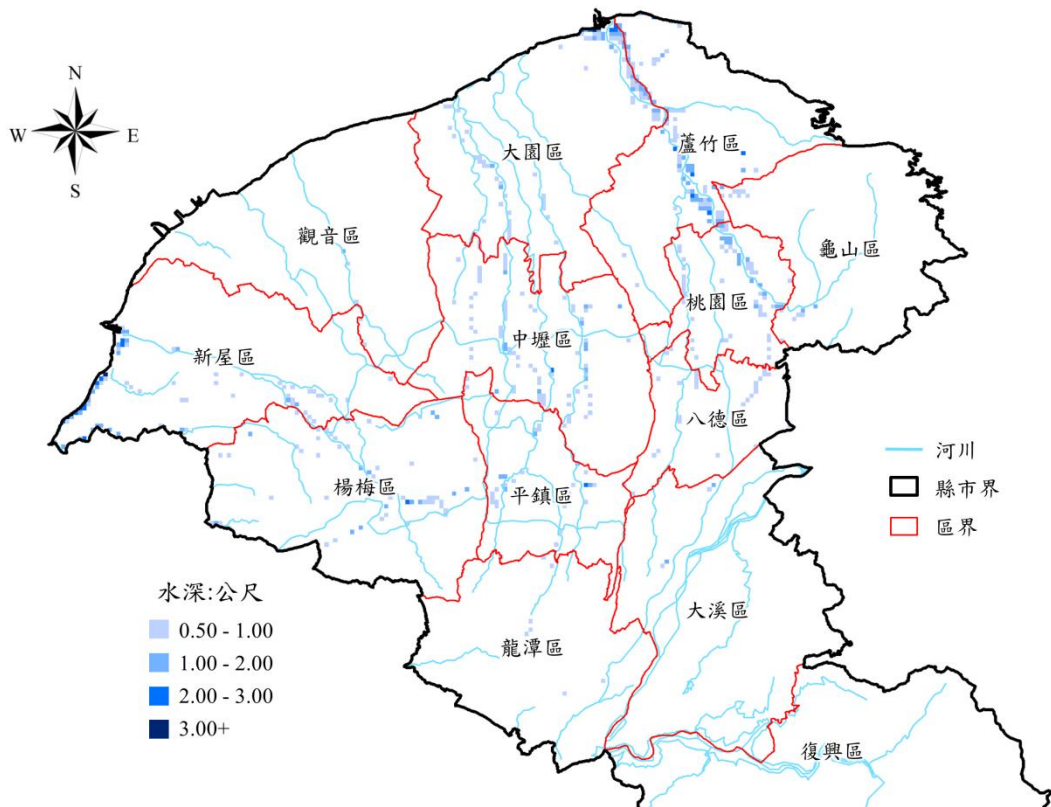 N
W
E
S
大園區
蘆竹區
觀音區
龜山區
桃園區
中壢區
新屋區
八德區
楊梅區
平鎮區
大溪區
龍潭區
復興區
河川
縣市界
區界
水深:公尺
0.50 - 1.00
1.00 - 2.00
2.00 - 3.00
3.00+